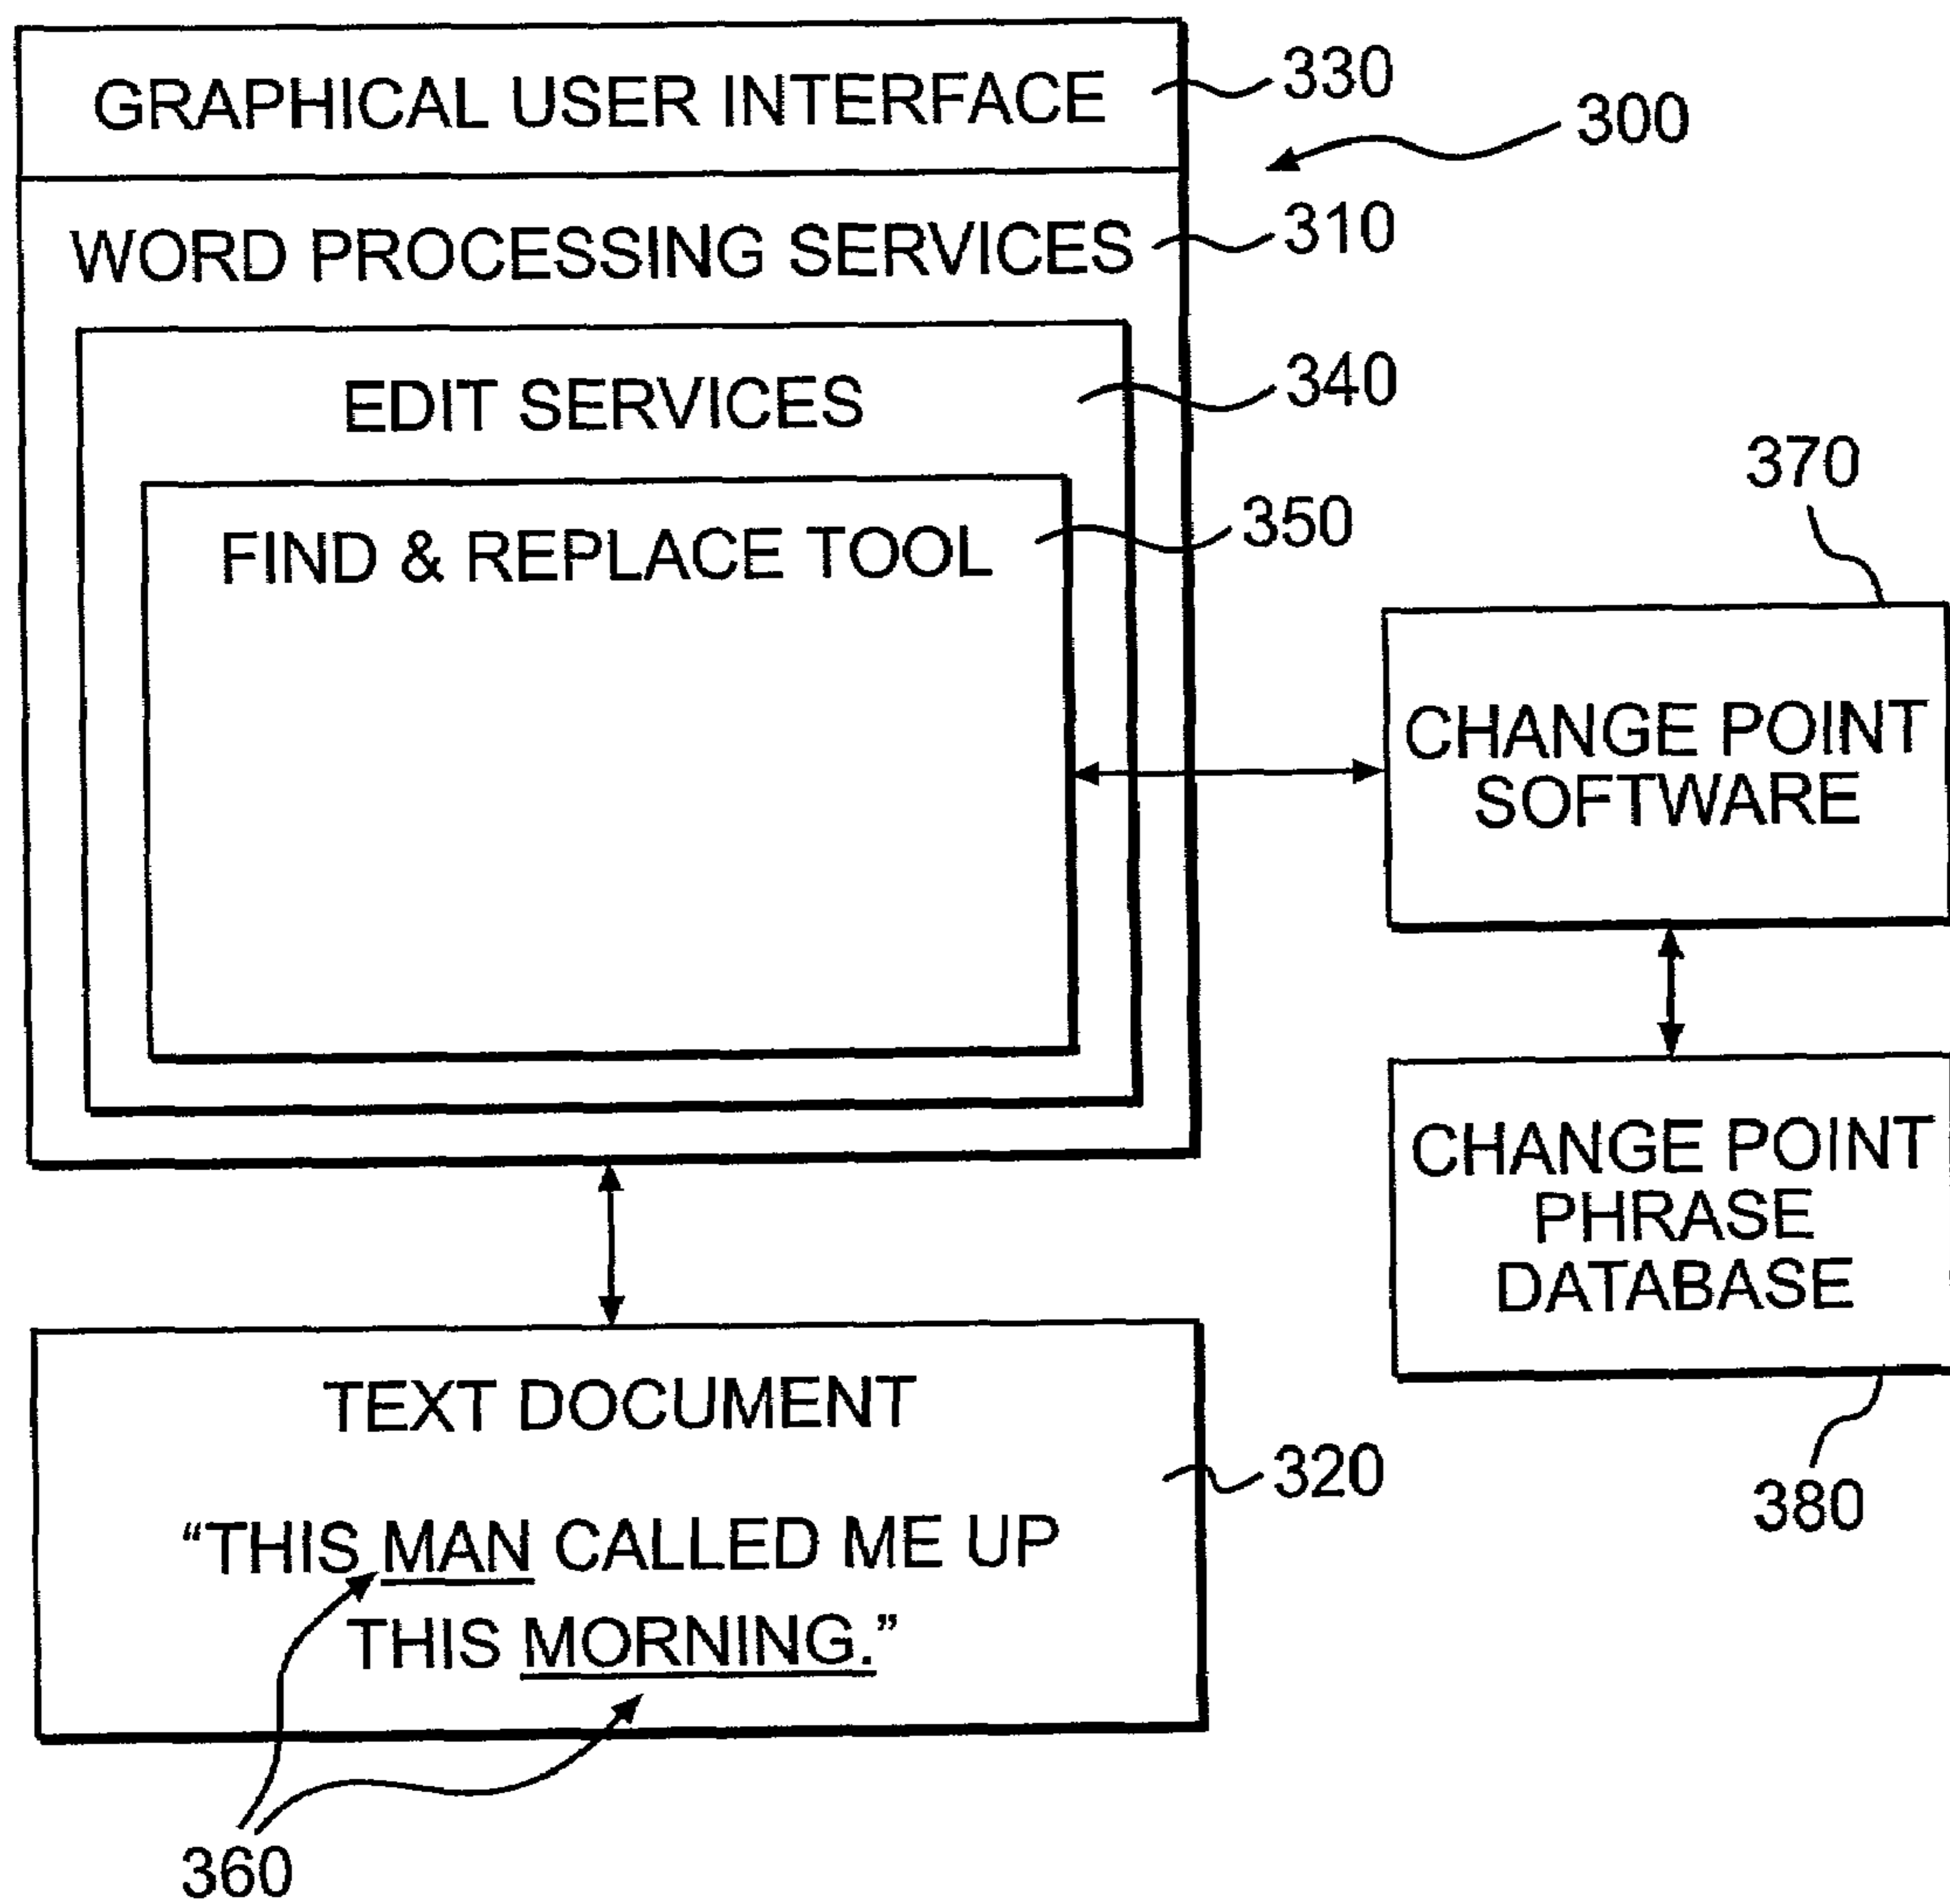 GRAPHICAL USER INTERFACE
330
300
WORD PROCESSING SERVICES
310
EDIT SERVICES
340
FIND & REPLACE TOOL
350
370
CHANGE POINT
SOFTWARE
CHANGE POINT
PHRASE
DATABASE
380
TEXT DOCUMENT
320
“THIS MAN CALLED ME UP
THIS MORNING.”
360